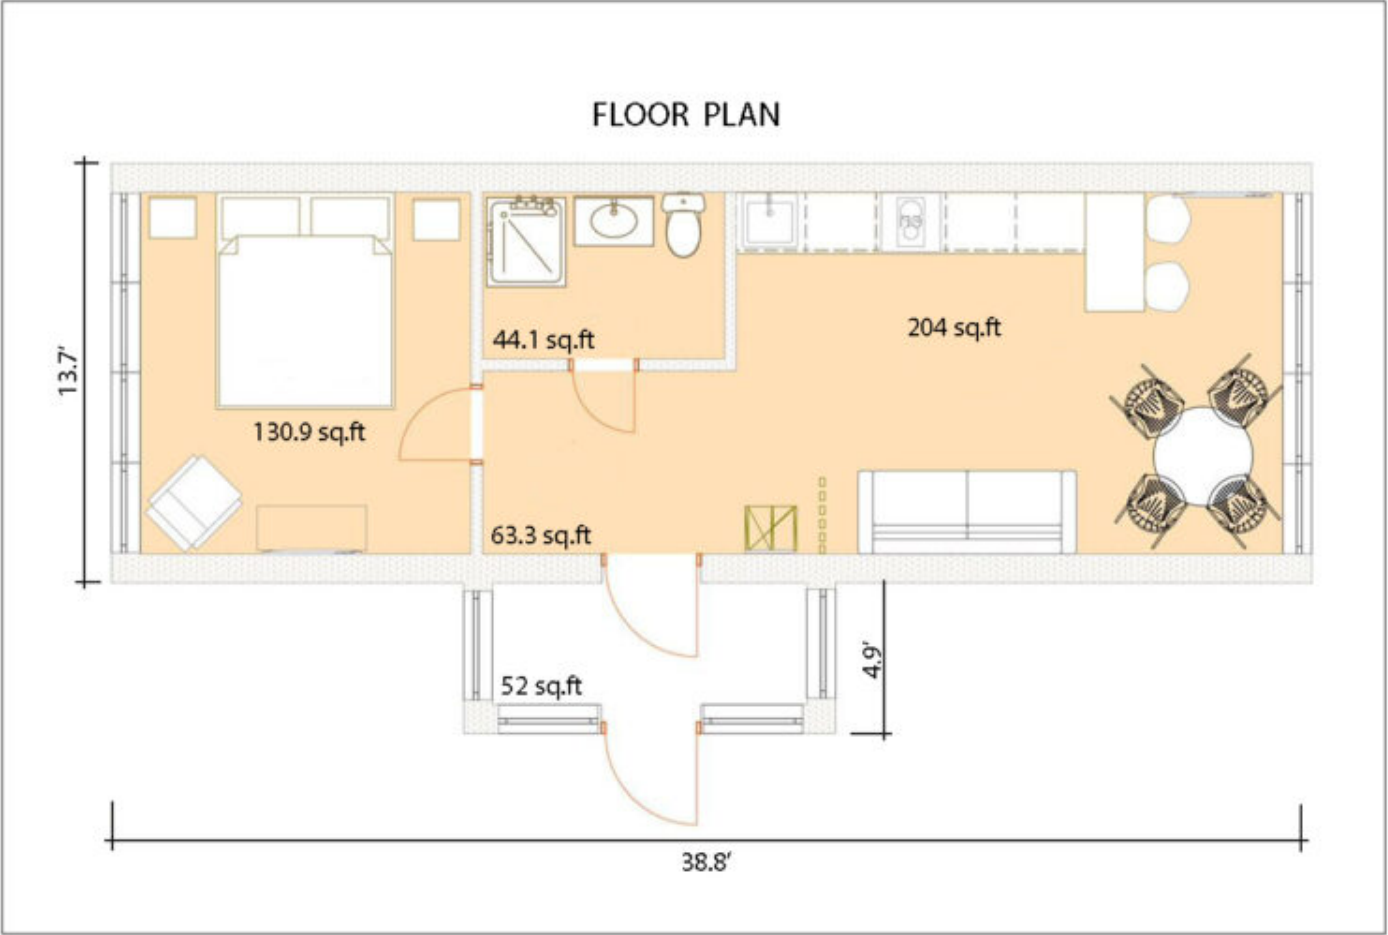 FLOOR PLAN
13.7'
44.1 sq.ft
204 sq.ft
130.9 sq.ft
63.3 sq.ft
52 sq.ft
4.9'
38.8'